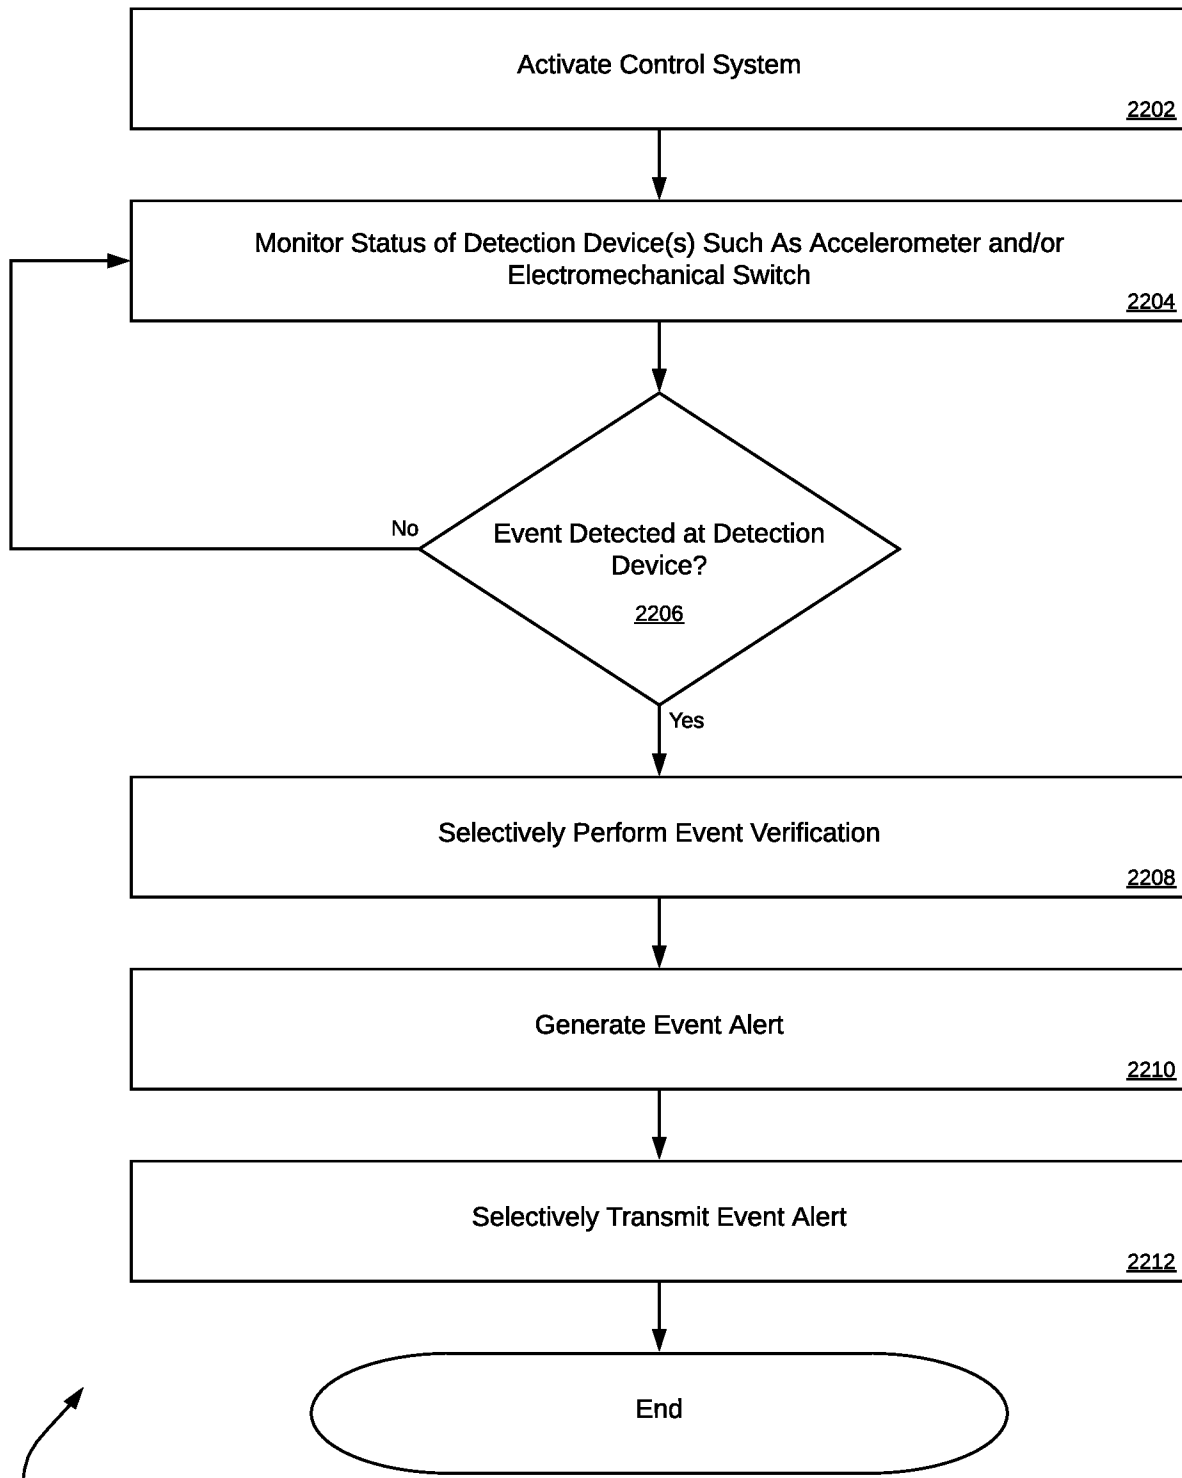 Activate Control System
2202
Monitor Status of Detection Device(s) Such As Accelerometer and/or
Electromechanical Switch
2204
No
Event Detected at Detection
Device?
2206
Yes
Selectively Perform Event Verification
2208
Generate Event Alert
2210
Selectively Transmit Event Alert
2212
End